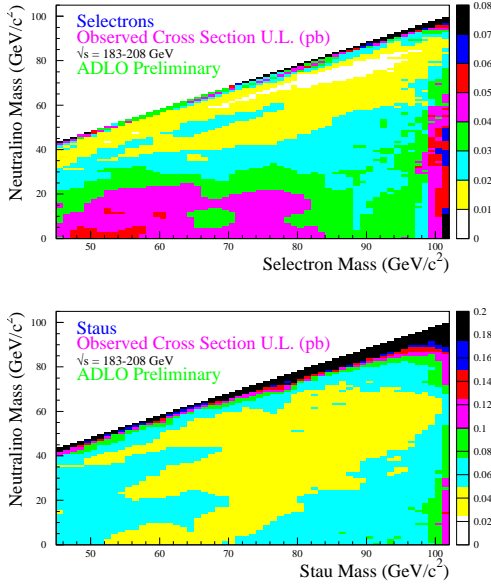 Selectrons
Observed Cross Section U.L. (pb)
√s = 183-208 GeV
ADLO Preliminary
Neutralino Mass (GeV/c²)
100
80
60
40
20
0
50 60 70 80 90 100
Selectron Mass (GeV/c²)
0.08
0.07
0.06
0.05
0.04
0.03
0.02
0.01
0
Staus
Observed Cross Section U.L. (pb)
√s = 183-208 GeV
ADLO Preliminary
Neutralino Mass (GeV/c²)
100
80
60
40
20
0
50 60 70 80 90 100
Stau Mass (GeV/c²)
0.2
0.18
0.16
0.14
0.12
0.1
0.08
0.06
0.04
0.02
0